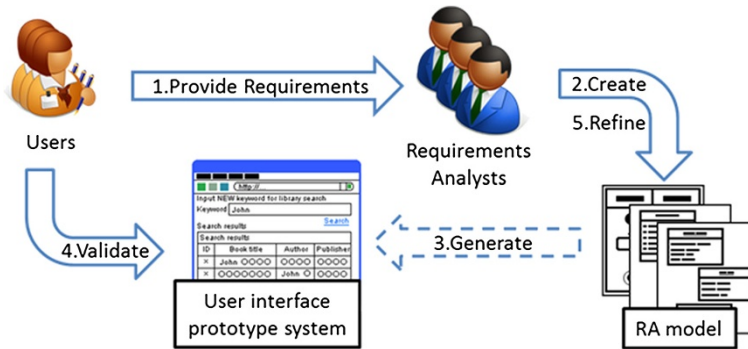 1.Provide Requirements
2.Create
5.Refine
Users
Requirements
Analysts
http://...
Input NEW keyword for library search
Keyword John
Search
Search results
Search results
ID Book title Author Publisher
× John ○○○○ ○○○○ ○○○○
× ○○○○○○○ John ○ ○○○○
4.Validate
3.Generate
User interface
prototype system
RA model